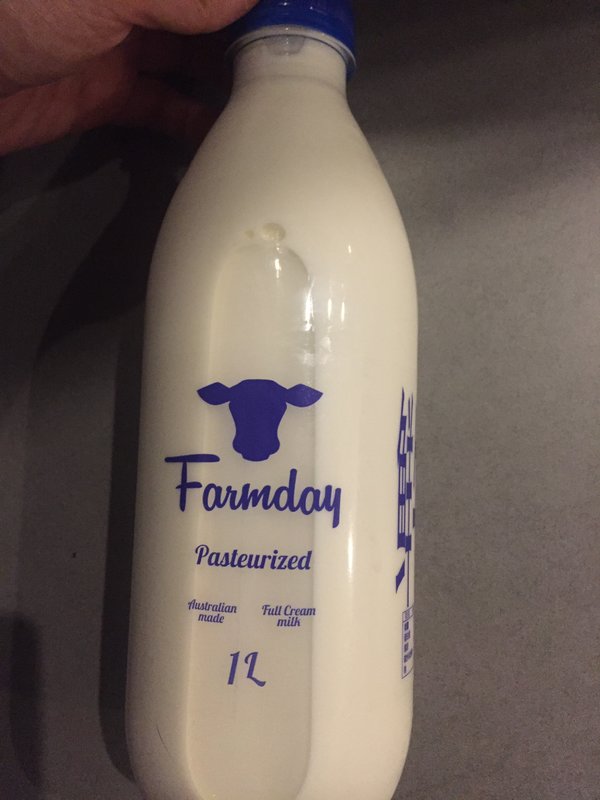 Farmday
Pasteurized
Australian made
Full Cream milk
1L